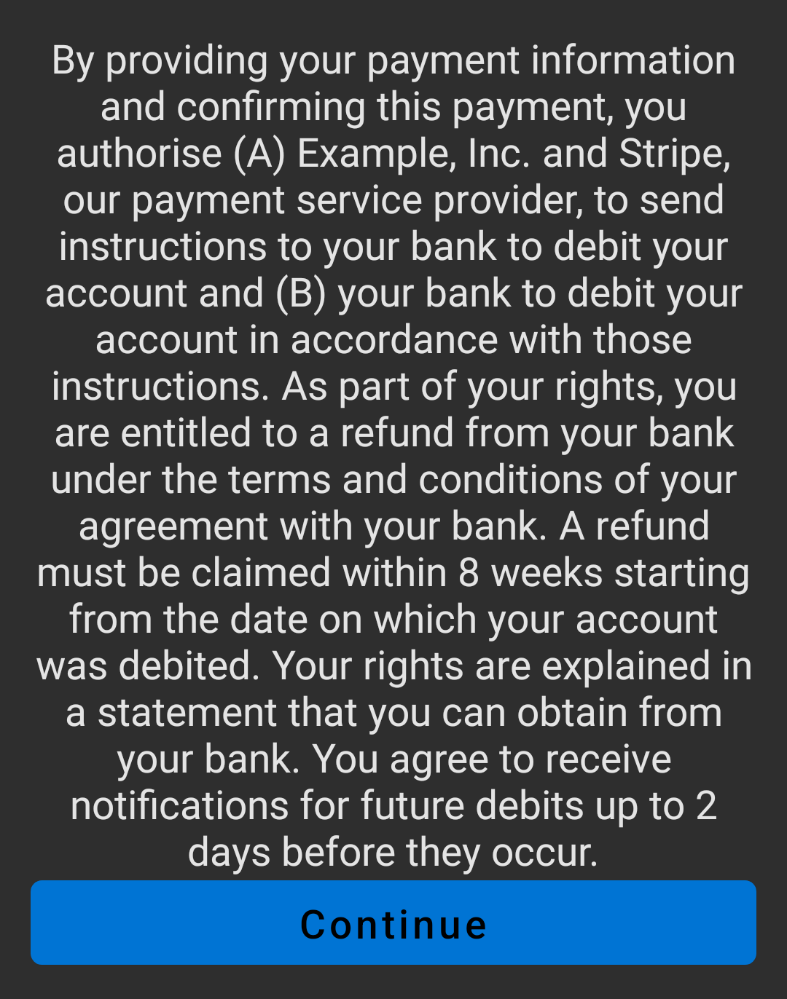 By providing your payment information
and confirming this payment, you
authorise (A) Example, Inc. and Stripe,
our payment service provider, to send
instructions to your bank to debit your
account and (B) your bank to debit your
account in accordance with those
instructions. As part of your rights, you
are entitled to a refund from your bank
under the terms and conditions of your
agreement with your bank. A refund
must be claimed within 8 weeks starting
from the date on which your account
was debited. Your rights are explained in
a statement that you can obtain from
your bank. You agree to receive
notifications for future debits up to 2
days before they occur.
Continue